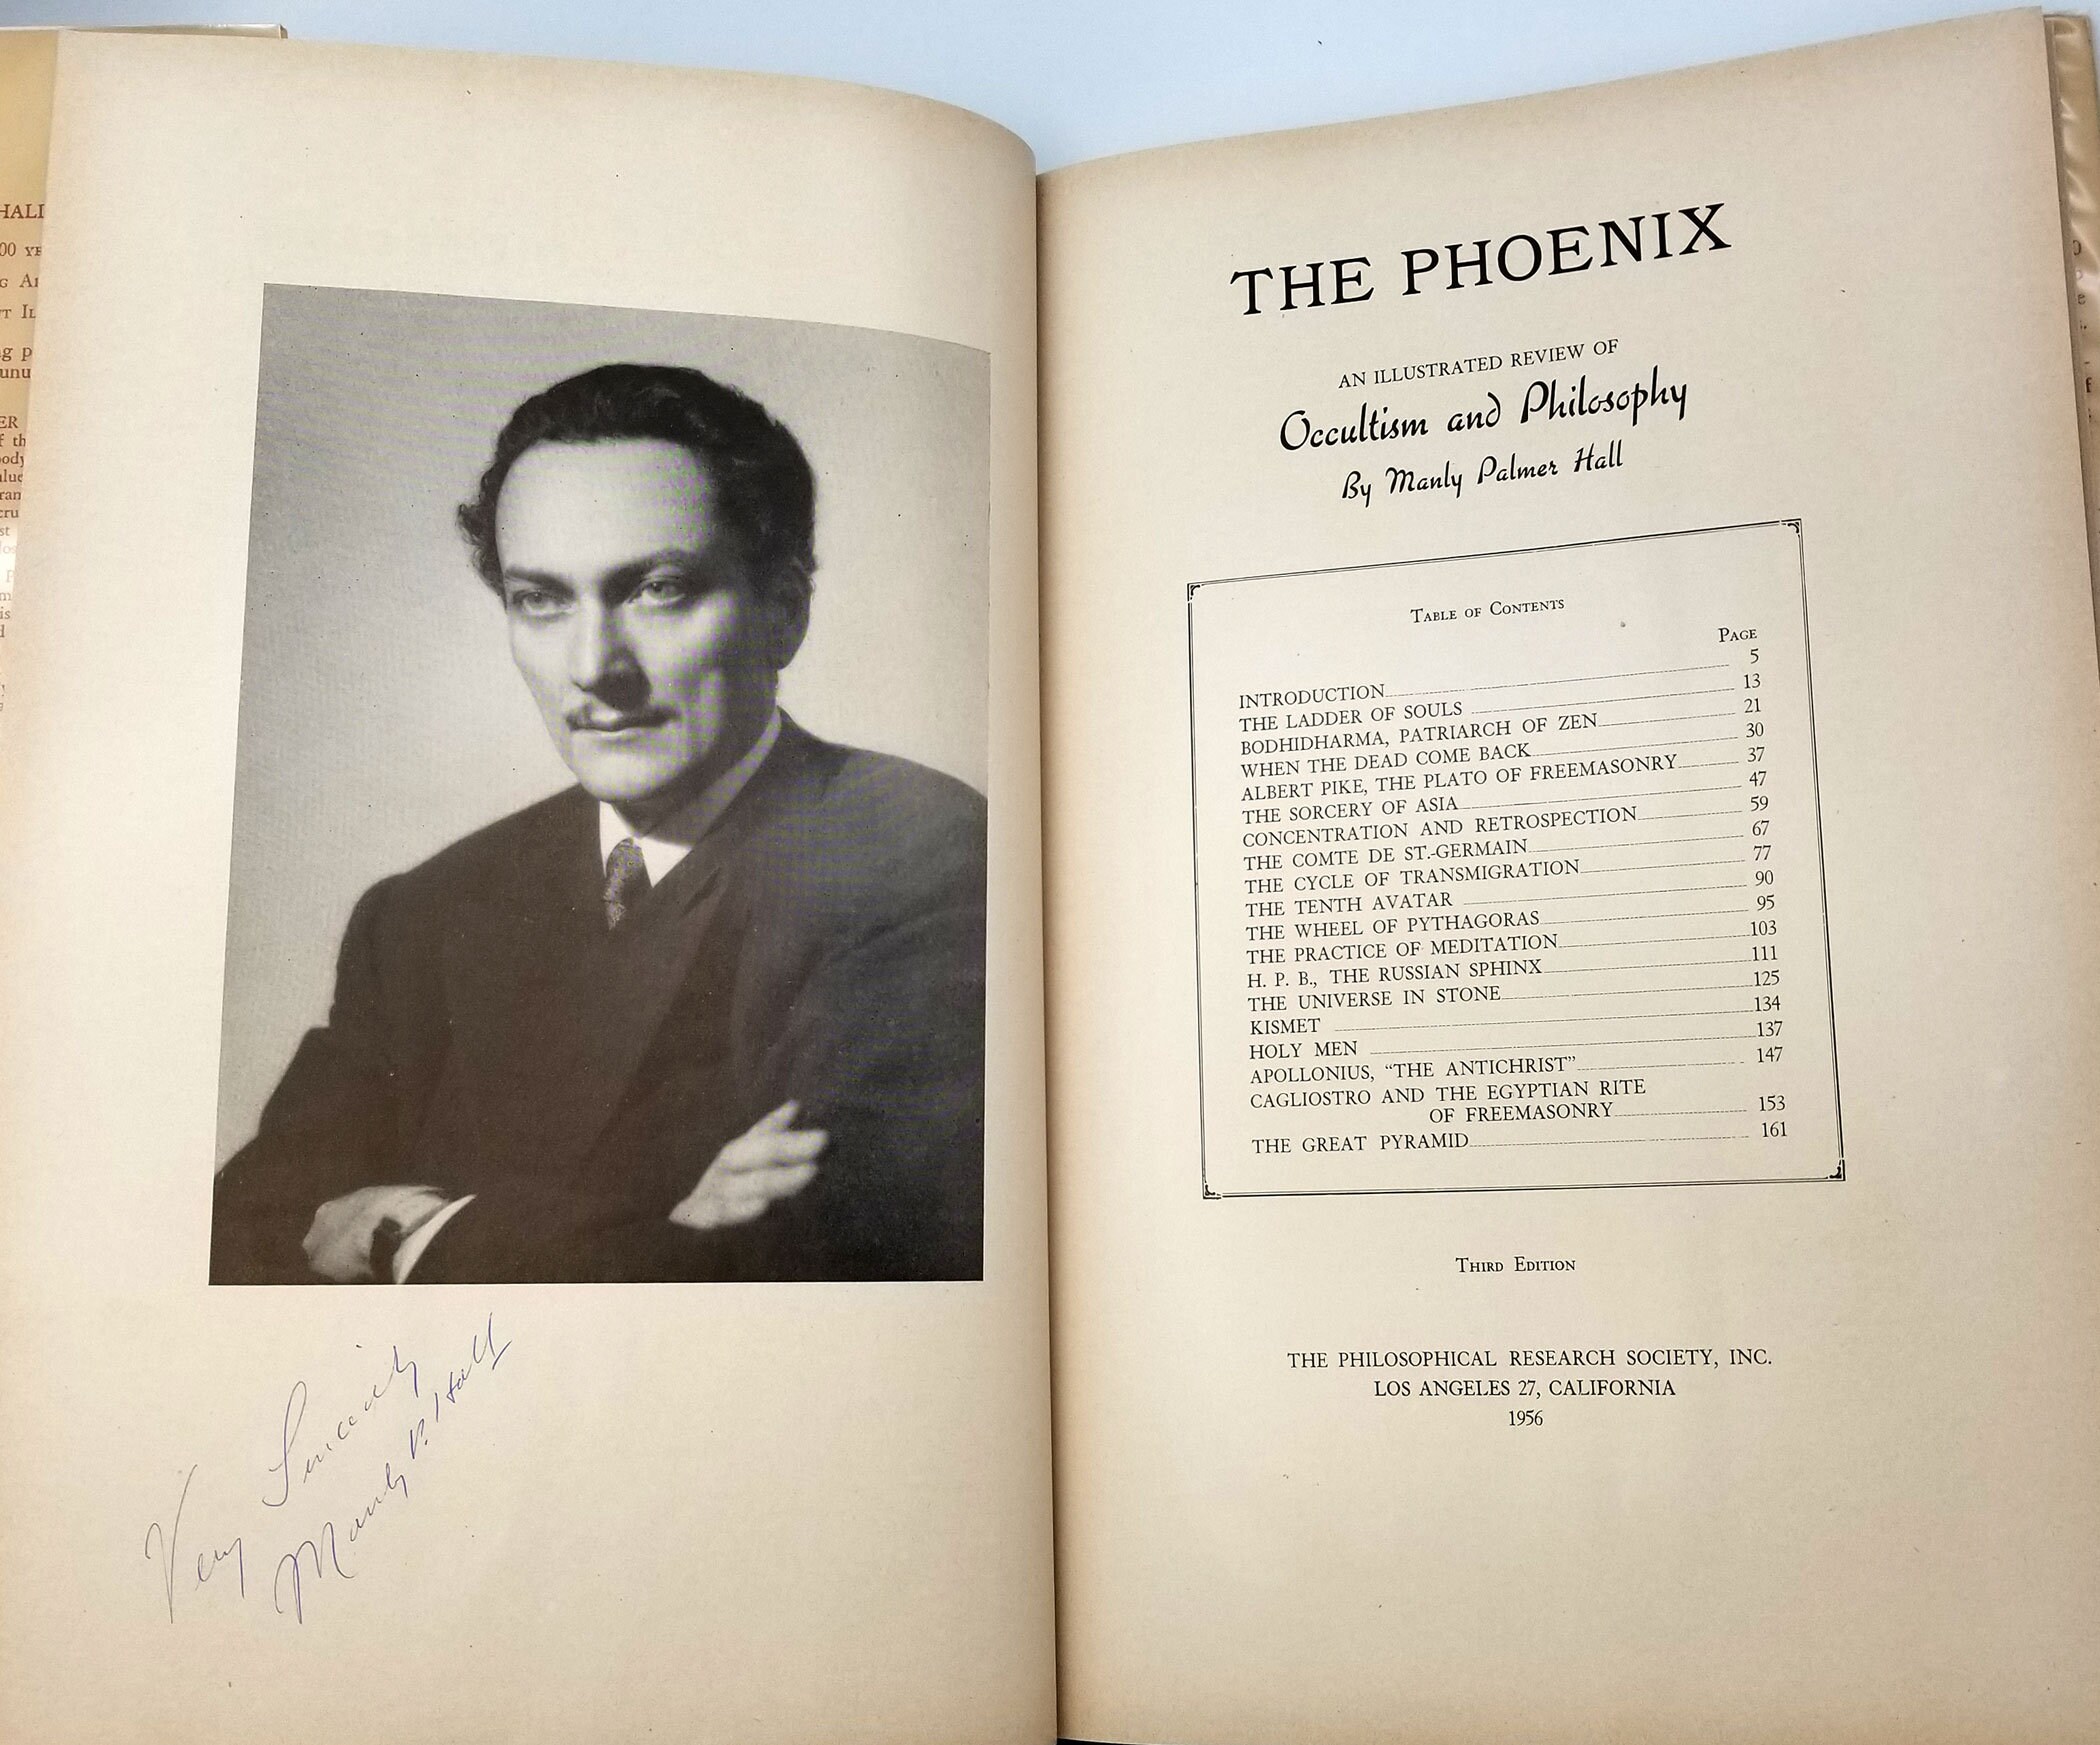 HALL
Very Sincerely
Manly P. Hall
THE PHOENIX
AN ILLUSTRATED REVIEW OF
Occultism and Philosophy
By Manly Palmer Hall
TABLE OF CONTENTS
PAGE
INTRODUCTION 5
THE LADDER OF SOULS 13
BODHIDHARMA, PATRIARCH OF ZEN 21
WHEN THE DEAD COME BACK 30
ALBERT PIKE, THE PLATO OF FREEMASONRY 37
THE SORCERY OF ASIA 47
CONCENTRATION AND RETROSPECTION 59
THE COMTE DE ST.-GERMAIN 67
THE CYCLE OF TRANSMIGRATION 77
THE TENTH AVATAR 90
THE WHEEL OF PYTHAGORAS 95
THE PRACTICE OF MEDITATION 103
H. P. B., THE RUSSIAN SPHINX 111
THE UNIVERSE IN STONE 125
KISMET 134
HOLY MEN 137
APOLLONIUS, "THE ANTICHRIST" 147
CAGLIOSTRO AND THE EGYPTIAN RITE
OF FREEMASONRY 153
THE GREAT PYRAMID 161
THIRD EDITION
THE PHILOSOPHICAL RESEARCH SOCIETY, INC.
LOS ANGELES 27, CALIFORNIA
1956